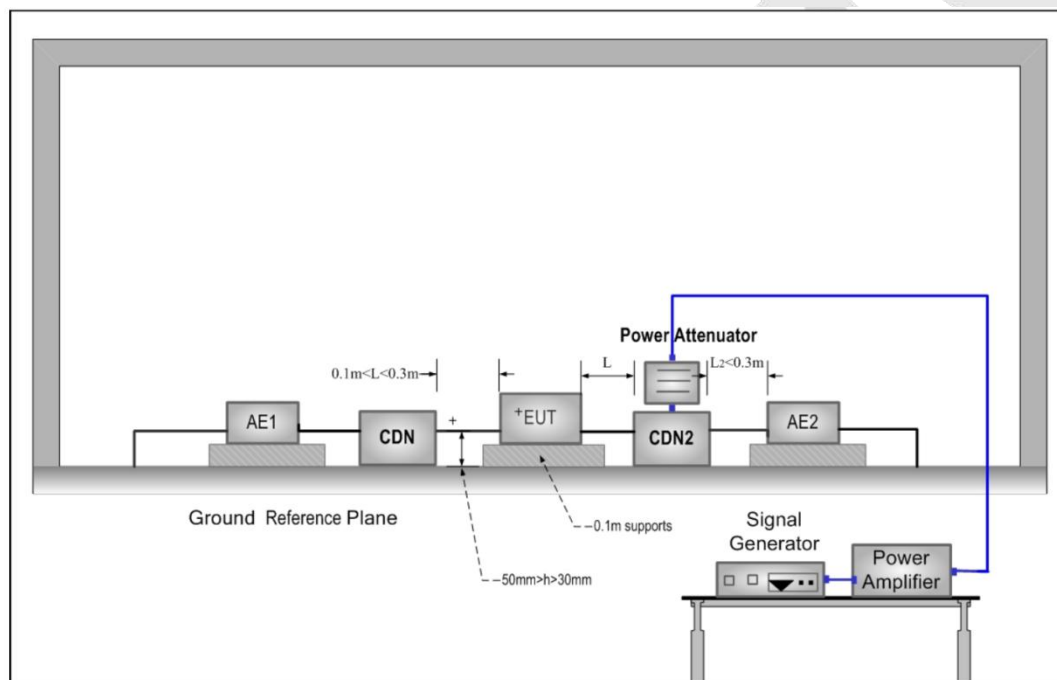 Power Attenuator
0.1m<L<0.3m
L
L2<0.3m
AE1
CDN
+
+EUT
CDN2
AE2
Ground Reference Plane
0.1m supports
50mm>h>30mm
Signal
Generator
Power
Amplifier